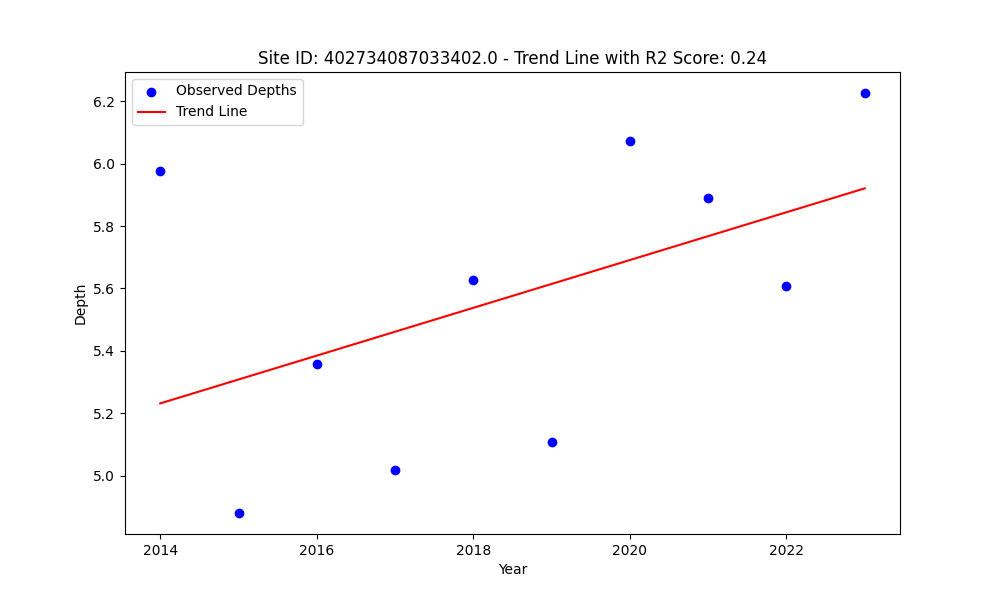 Site ID: 402734087033402.0 - Trend Line with R2 Score: 0.24
Observed Depths
Trend Line
6.2
6.0
5.8
5.6
5.4
5.2
5.0
Depth
2014
2016
2018
2020
2022
Year